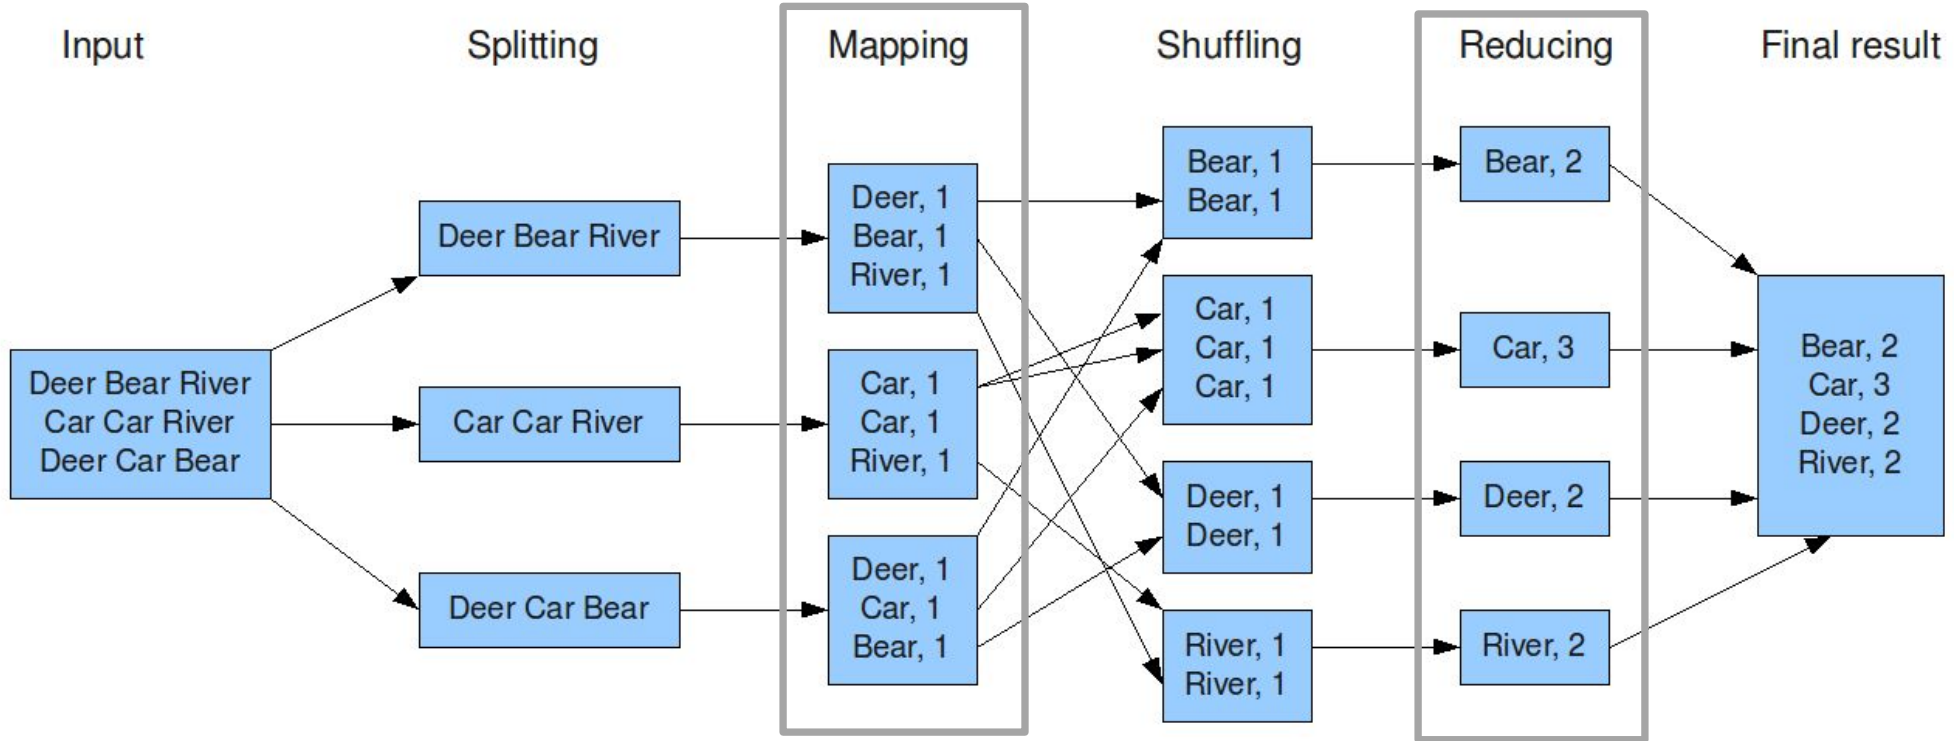 Input
Splitting
Mapping
Shuffling
Reducing
Final result
Deer Bear River
Car Car River
Deer Car Bear
Deer Bear River
Car Car River
Deer Car Bear
Deer, 1
Bear, 1
River, 1
Car, 1
Car, 1
River, 1
Deer, 1
Car, 1
Bear, 1
Bear, 1
Bear, 1
Car, 1
Car, 1
Car, 1
Deer, 1
Deer, 1
River, 1
River, 1
Bear, 2
Car, 3
Deer, 2
River, 2
Bear, 2
Car, 3
Deer, 2
River, 2